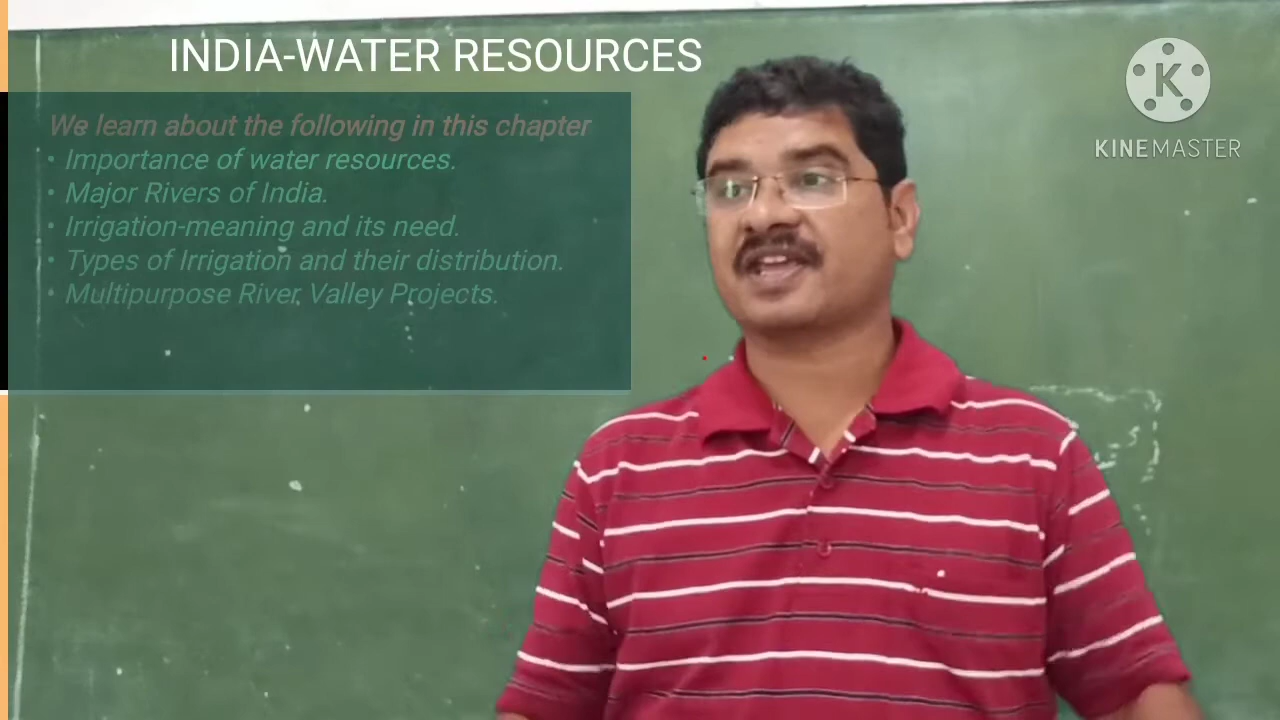 INDIA-WATER RESOURCES
We learn about the following in this chapter
• Importance of water resources.
• Major Rivers of India.
• Irrigation-meaning and its need.
• Types of Irrigation and their distribution.
• Multipurpose River Valley Projects.
K
KINEMASTER